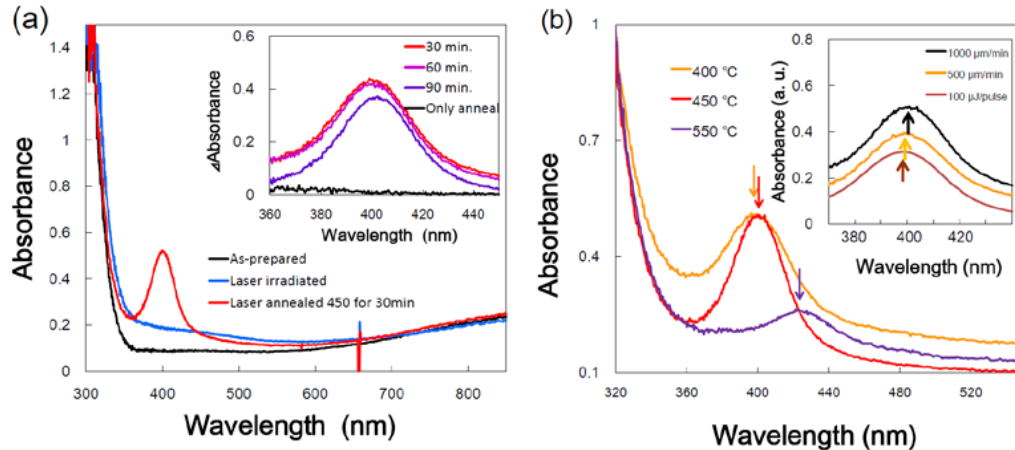 (a)
Absorbance
1.4
1.2
1
0.8
0.6
0.4
0.2
0
300 400 500 600 700 800
Wavelength (nm)
As-prepared
Laser irradiated
Laser annealed 450 for 30min
⊿Absorbance
0.6
0.4
0.2
0
360 380 400 420 440
Wavelength (nm)
30 min.
60 min.
90 min.
Only anneal
(b)
Absorbance
1
0.7
0.4
0.1
320 360 400 440 480 520
Wavelength (nm)
400 °C
450 °C
550 °C
Absorbance (a. u.)
0.8
0.6
0.4
0.2
0
380 400 420
Wavelength (nm)
1000 μm/min
500 μm/min
100 μJ/pulse